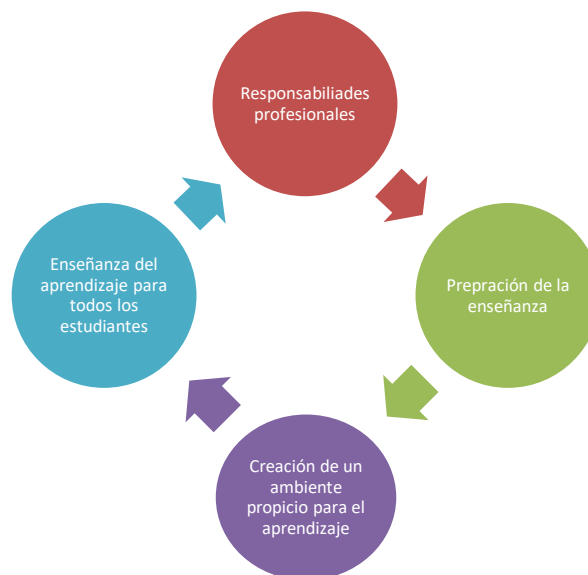 Responsabiliades
profesionales
Prepración de la
enseñanza
Creación de un
ambiente
propicio para el
aprendizaje
Enseñanza del
aprendizaje para
todos los
estudiantes